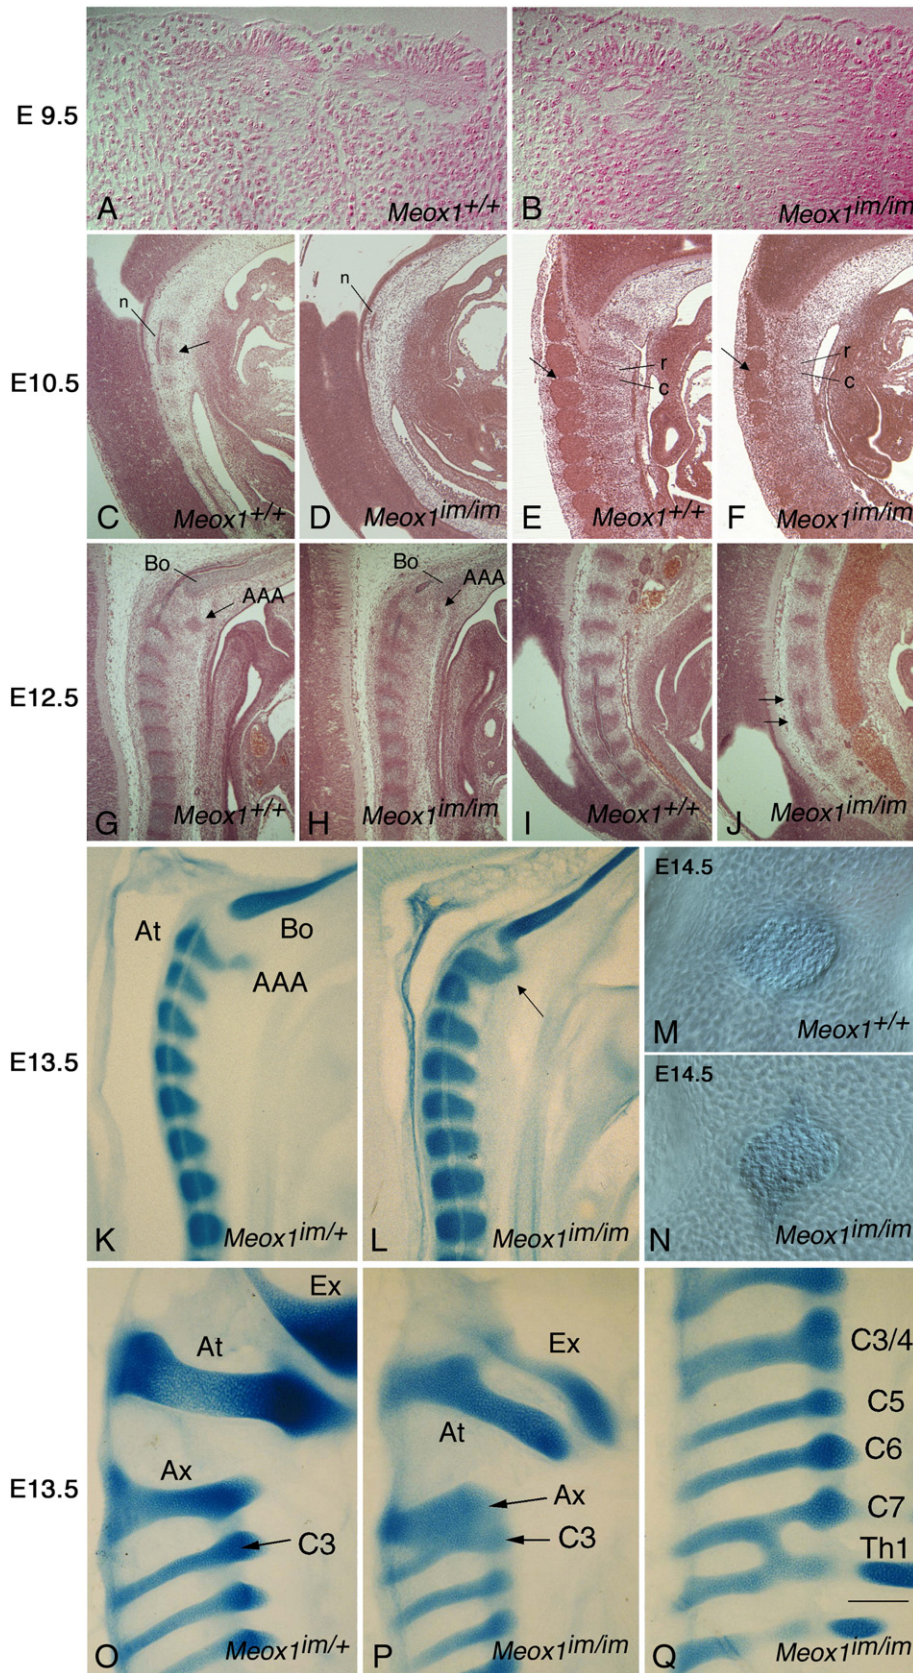 E 9.5
A
Meox1+/+
B
Meox1im/im
E10.5
n
C
Meox1+/+
n
D
Meox1im/im
r
c
E
Meox1+/+
r
c
F
Meox1im/im
E12.5
Bo
AAA
G
Meox1+/+
Bo
AAA
H
Meox1im/im
I
Meox1+/+
J
Meox1im/im
E13.5
At
Bo
AAA
K
Meox1im/+
L
Meox1im/im
E14.5
M
Meox1+/+
E14.5
N
Meox1im/im
E13.5
Ex
At
Ax
C3
O
Meox1im/+
Ex
At
Ax
C3
P
Meox1im/im
C3/4
C5
C6
C7
Th1
Q
Meox1im/im